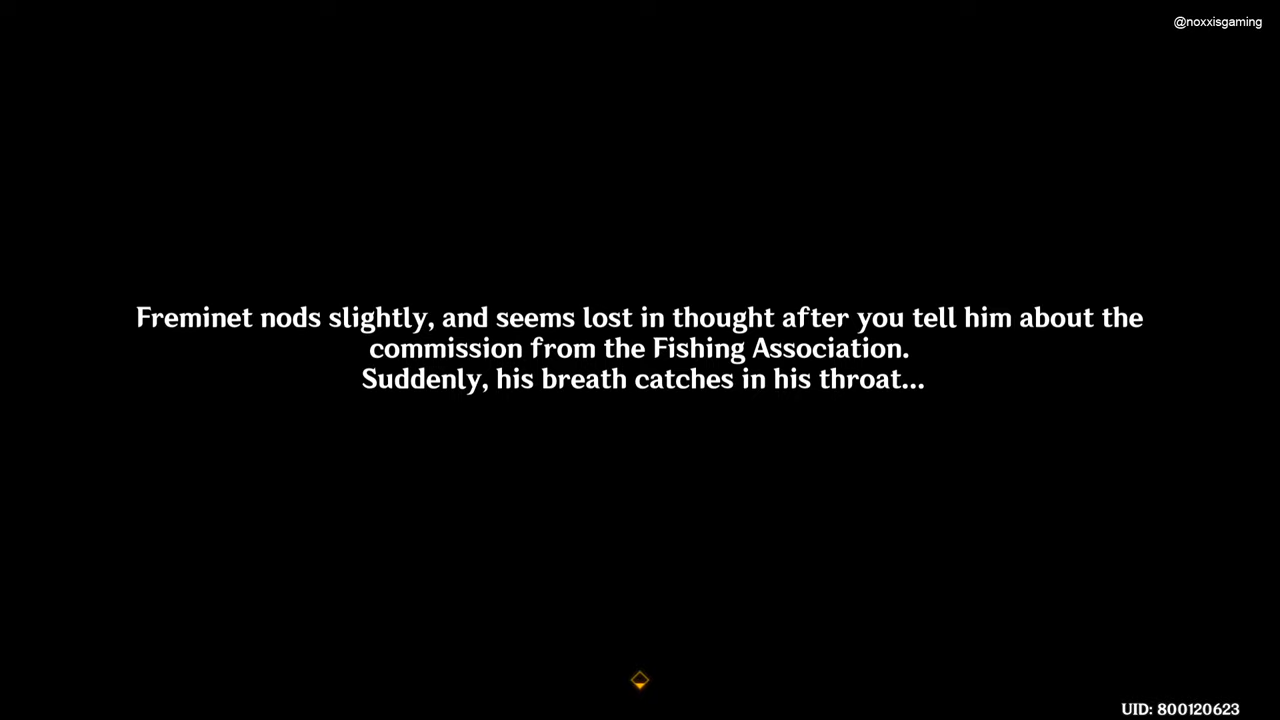 @noxxisgaming
Freminet nods slightly, and seems lost in thought after you tell him about the
commission from the Fishing Association.
Suddenly, his breath catches in his throat...
UID: 800120623